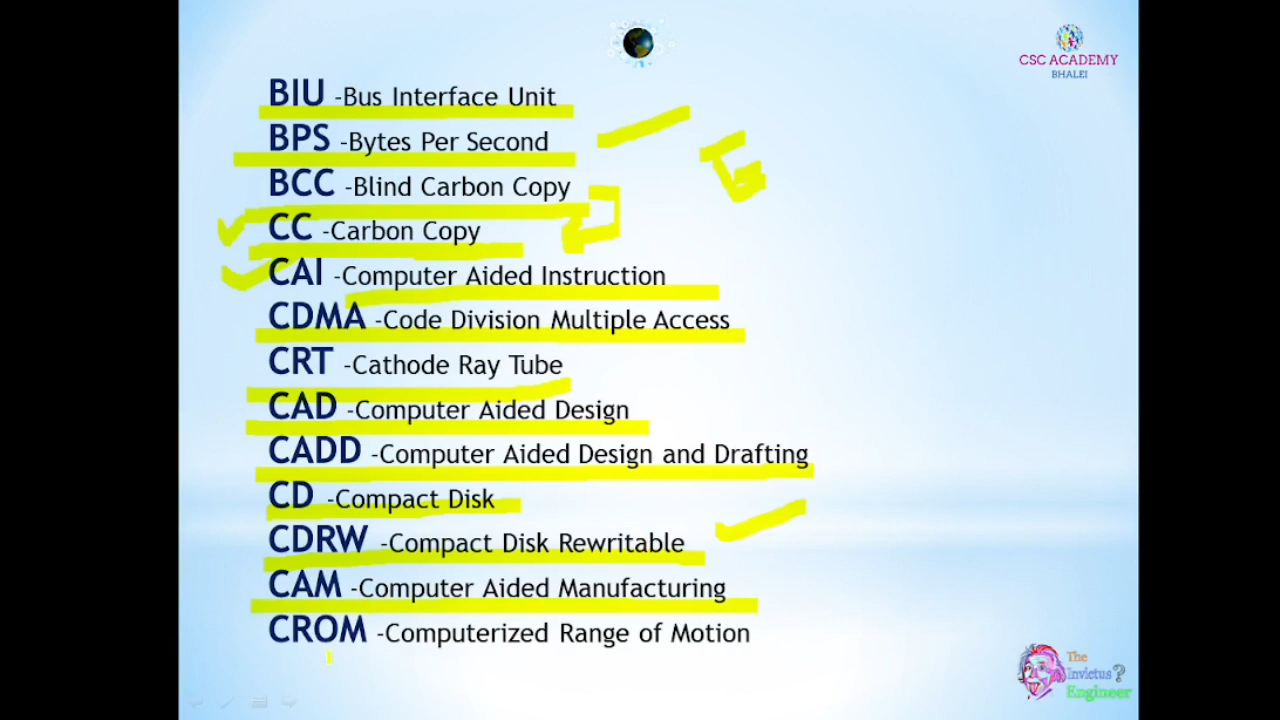 CSC ACADEMY
BHALEI
BIU -Bus Interface Unit
BPS -Bytes Per Second
BCC -Blind Carbon Copy
CC -Carbon Copy
CAI -Computer Aided Instruction
CDMA -Code Division Multiple Access
CRT -Cathode Ray Tube
CAD -Computer Aided Design
CADD -Computer Aided Design and Drafting
CD -Compact Disk
CDRW -Compact Disk Rewritable
CAM -Computer Aided Manufacturing
CROM -Computerized Range of Motion
The
Invictus?
Engineer